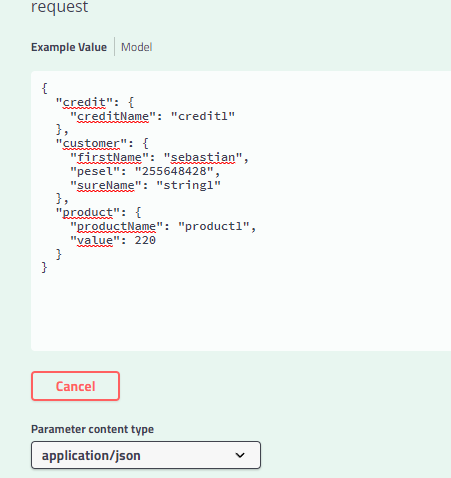 request
Example Value | Model
{
  "credit": {
    "creditName": "credit1"
  },
  "customer": {
    "firstName": "sebastian",
    "pesel": "255648428",
    "sureName": "string1"
  },
  "product": {
    "productName": "product1",
    "value": 220
  }
}
Cancel
Parameter content type
application/json